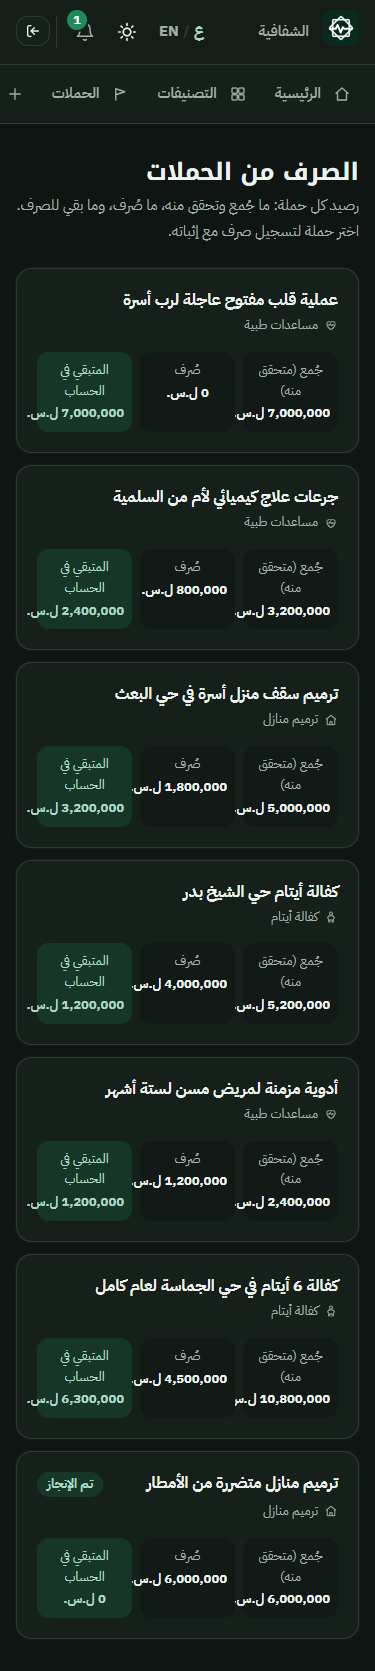 الشفافية
ع / EN
1
الرئيسية
التصنيفات
الحملات
الصرف من الحملات
رصيد كل حملة: ما جُمع وتحقق منه، ما صُرف، وما بقي للصرف.
اختر حملة لتسجيل صرف مع إثباته.
عملية قلب مفتوح عاجلة لرب أسرة
مساعدات طبية
جُمع (متحقق منه)
7,000,000 ل.س.
صُرف
0 ل.س.
المتبقي في الحساب
7,000,000 ل.س.
جرعات علاج كيميائي لأم من السلمية
مساعدات طبية
جُمع (متحقق منه)
3,200,000 ل.س.
صُرف
800,000 ل.س.
المتبقي في الحساب
2,400,000 ل.س.
ترميم سقف منزل أسرة في حي البعث
ترميم منازل
جُمع (متحقق منه)
5,000,000 ل.س.
صُرف
1,800,000 ل.س.
المتبقي في الحساب
3,200,000 ل.س.
كفالة أيتام حي الشيخ بدر
كفالة أيتام
جُمع (متحقق منه)
5,200,000 ل.س.
صُرف
4,000,000 ل.س.
المتبقي في الحساب
1,200,000 ل.س.
أدوية مزمنة لمريض مسن لستة أشهر
مساعدات طبية
جُمع (متحقق منه)
2,400,000 ل.س.
صُرف
1,200,000 ل.س.
المتبقي في الحساب
1,200,000 ل.س.
كفالة 6 أيتام في حي الجماسة لعام كامل
كفالة أيتام
جُمع (متحقق منه)
10,800,000 ل.س
صُرف
4,500,000 ل.س.
المتبقي في الحساب
6,300,000 ل.س.
ترميم منازل متضررة من الأمطار
تم الإنجاز
ترميم منازل
جُمع (متحقق منه)
6,000,000 ل.س.
صُرف
6,000,000 ل.س.
المتبقي في الحساب
0 ل.س.